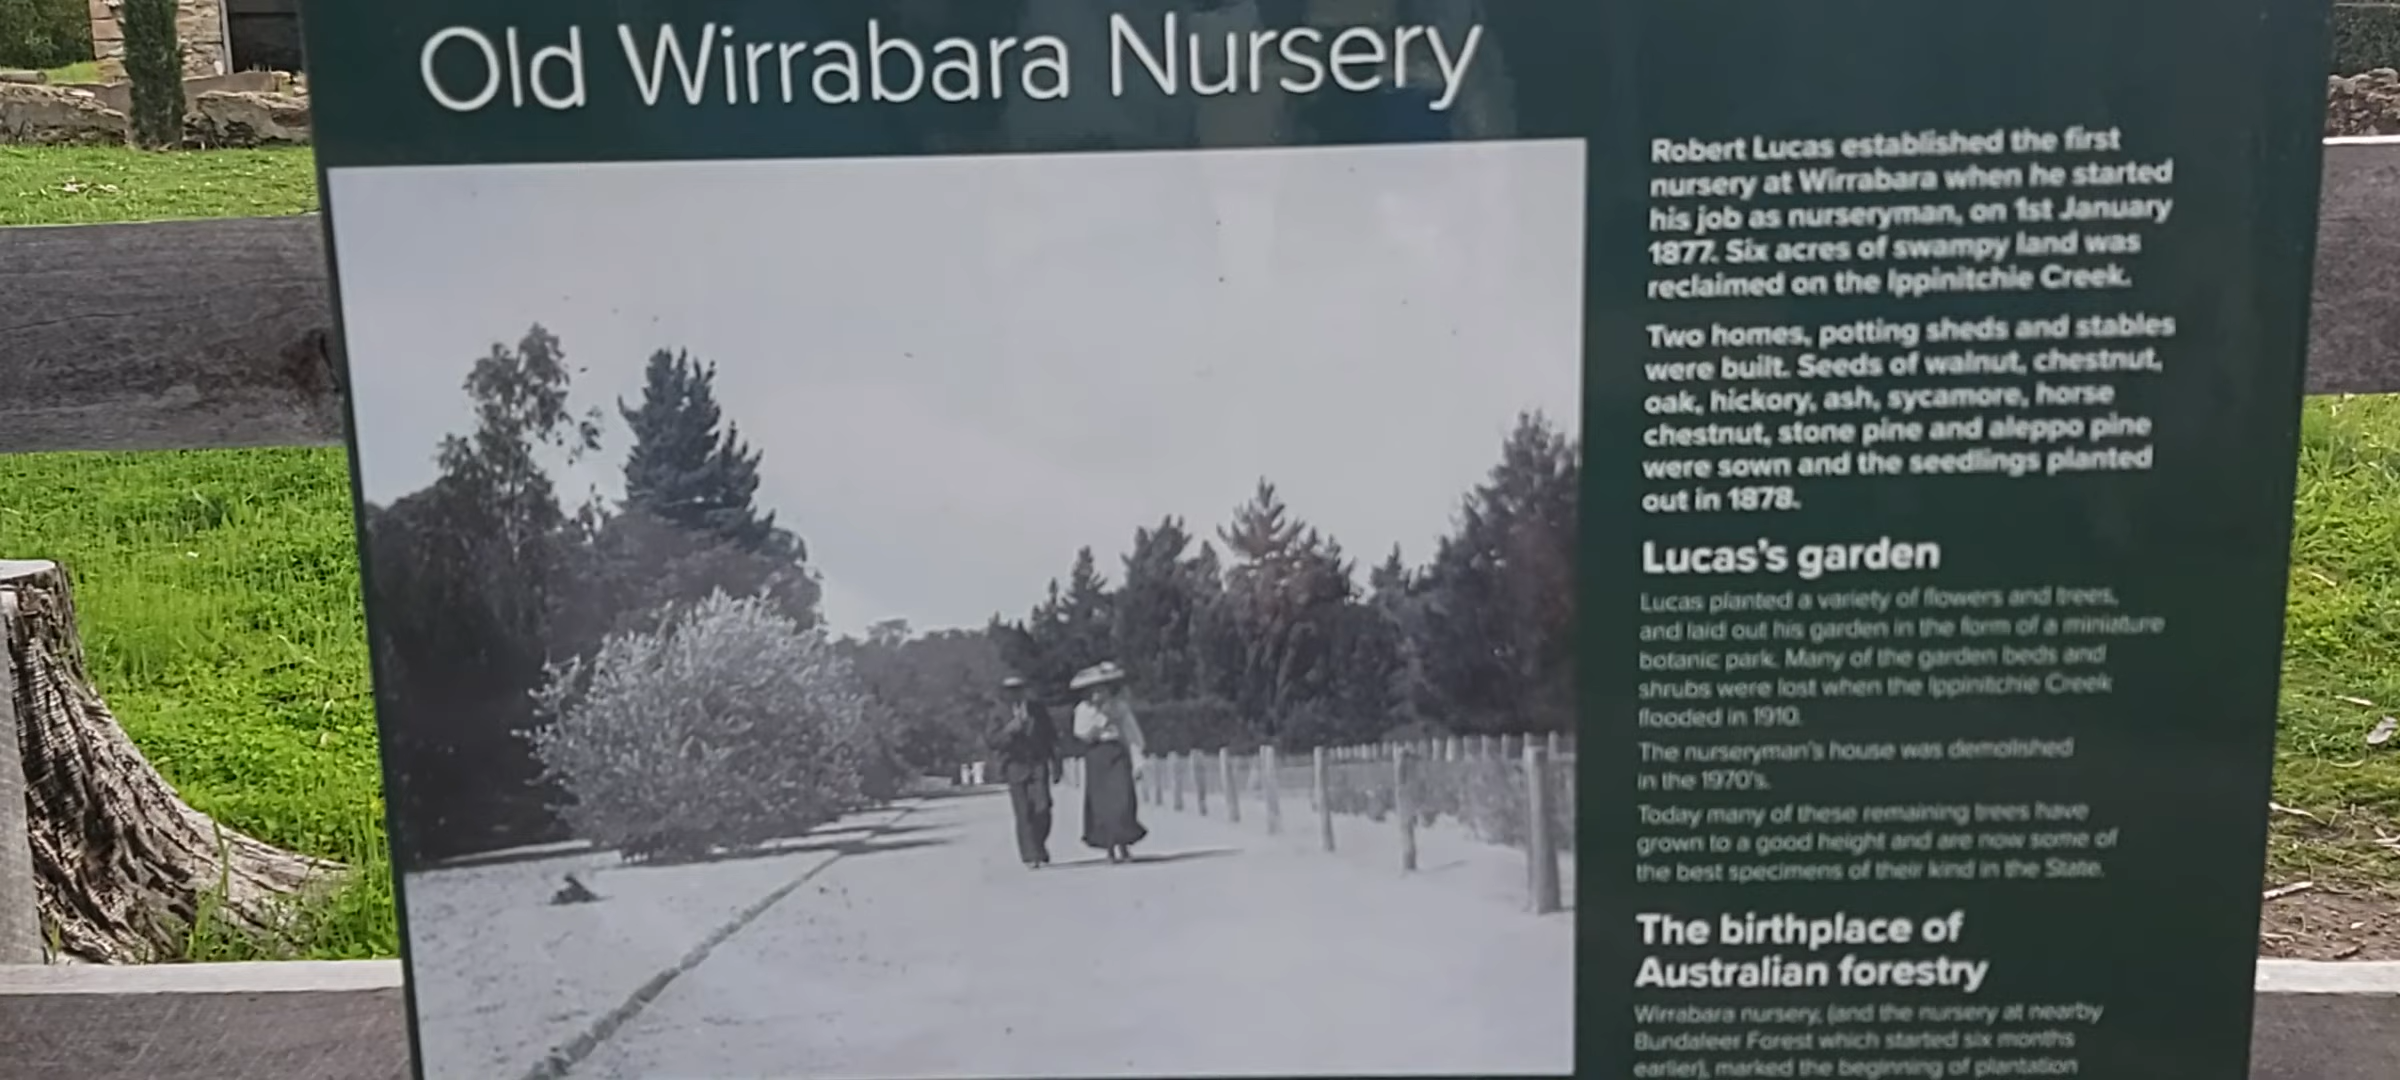 Old Wirrabara Nursery
Robert Lucas established the first
nursery at Wirrabara when he started
his job as nurseryman, on 1st January
1877. Six acres of swampy land was
reclaimed on the Ippinitchie Creek.
Two homes, potting sheds and stables
were built. Seeds of walnut, chestnut,
oak, hickory, ash, sycamore, horse
chestnut, stone pine and aleppo pine
were sown and the seedlings planted
out in 1878.
Lucas's garden
Lucas planted a variety of flowers and trees,
and laid out his garden in the form of a miniature
botanic park. Many of the garden beds and
shrubs were lost when the Ippinitchie Creek
flooded in 1910.
The nurseryman's house was demolished
in the 1970's.
Today many of these remaining trees have
grown to a good height and are now some of
the best specimens of their kind in the State.
The birthplace of
Australian forestry
Wirrabara nursery, (and the nursery at nearby
Bundaleer Forest which started six months
earlier), marked the beginning of plantation